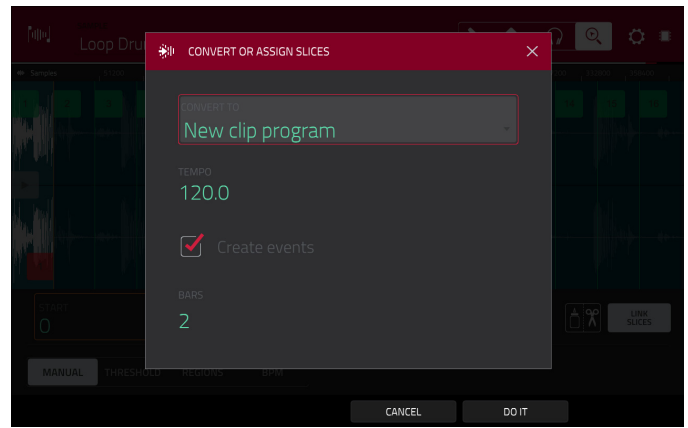 Loop Dru
CONVERT OR ASSIGN SLICES
Samples
CONVERT TO
New clip program
TEMPO
120.0
Create events
BARS
2
START
0
LINK
SLICES
MANUAL THRESHOLD REGIONS BPM
CANCEL DO IT